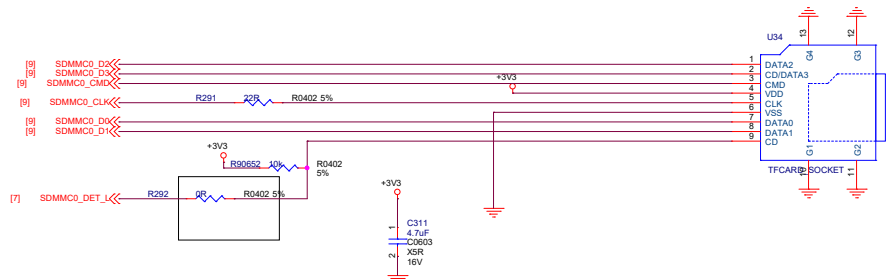 U34
13 12
G4 G3
[9] SDMMC0_D2 1 DATA2
[9] SDMMC0_D3 2 CD/DATA3
[9] SDMMC0_CMD 3 CMD
+3V3 4 VDD
[9] SDMMC0_CLK R291 22R R0402 5% 5 CLK
6 VSS
[9] SDMMC0_D0 7 DATA0
[9] SDMMC0_D1 8 DATA1
9 CD
G1 G2
+3V3
R90652 10k R0402
5%
TFCARD SOCKET
10 11
+3V3
[7] SDMMC0_DET_L R292 0R R0402 5%
1 C311
4.7uF
C0603
2 X5R
16V